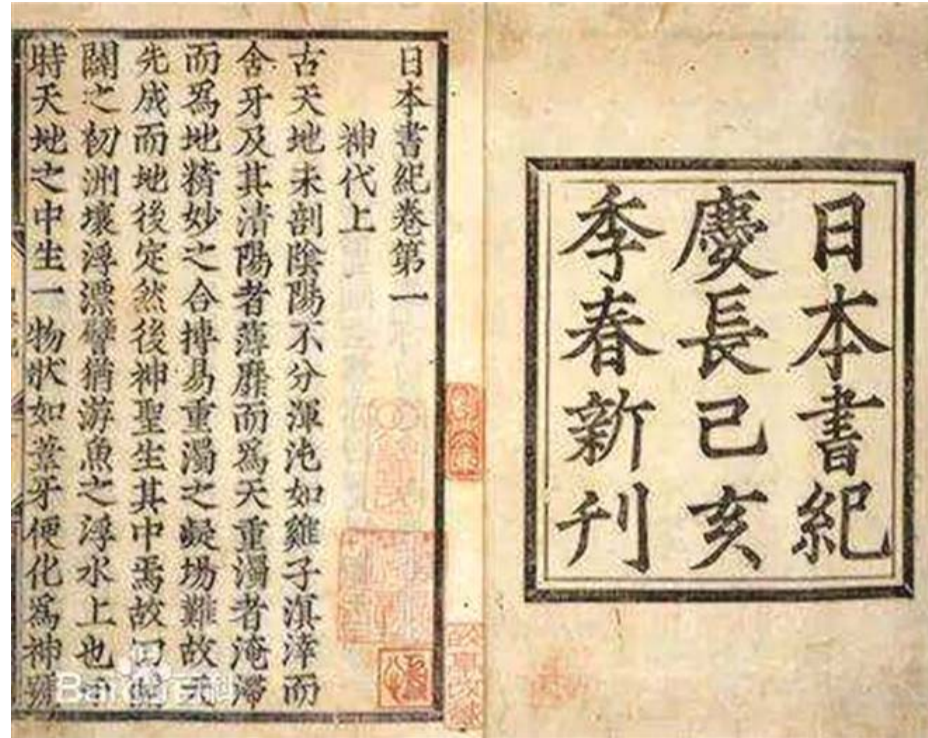 日本書紀
慶長己亥
季春新刊
日本書紀卷第一
神代上
古天地未剖陰陽不分渾沌如雞子溟涬而
含牙及其清陽者薄靡而爲天重濁者淹滯
而爲地精妙之合摶易重濁之凝場難故天
先成而地後定然後神聖生其中焉故曰開
闢之初洲壤浮漂譬猶游魚之浮水上也于
時天地之中生一物狀如葦牙便化爲神號
Bai百科